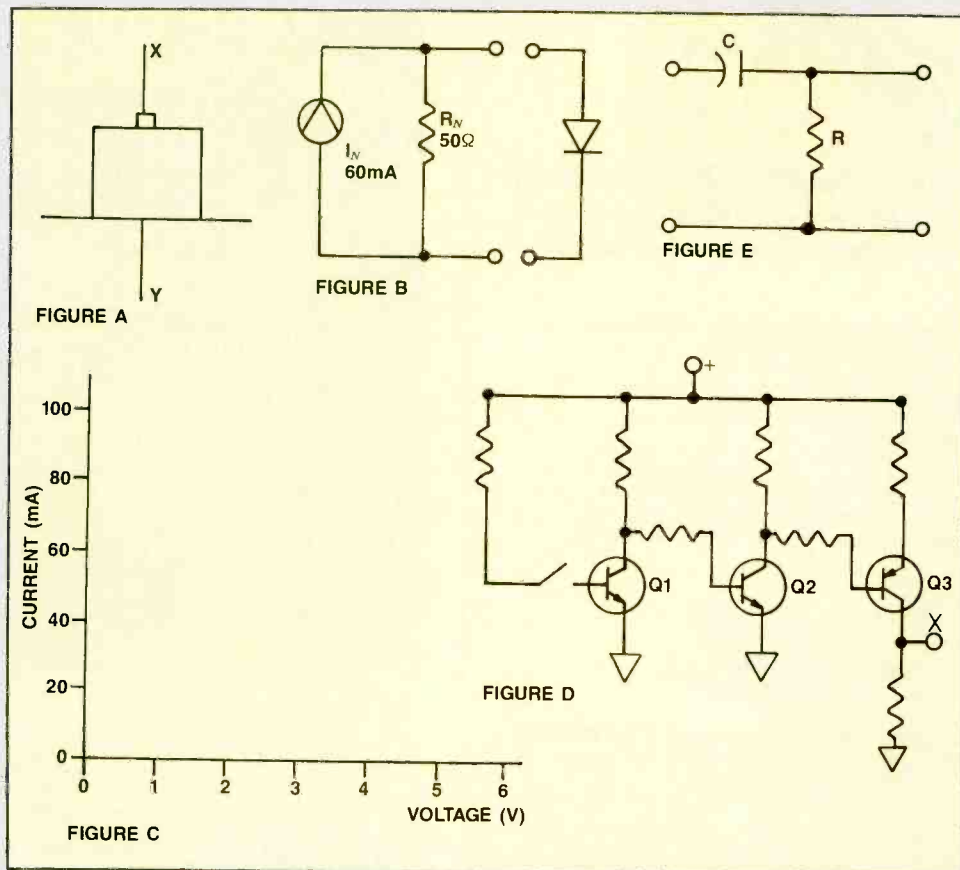 X
Y
FIGURE A
I_N
60mA
R_N
50Ω
FIGURE B
C
R
FIGURE E
CURRENT (mA)
100
80
60
40
20
0
0 1 2 3 4 5 6
VOLTAGE (V)
FIGURE C
+
Q1
Q2
Q3
X
FIGURE D